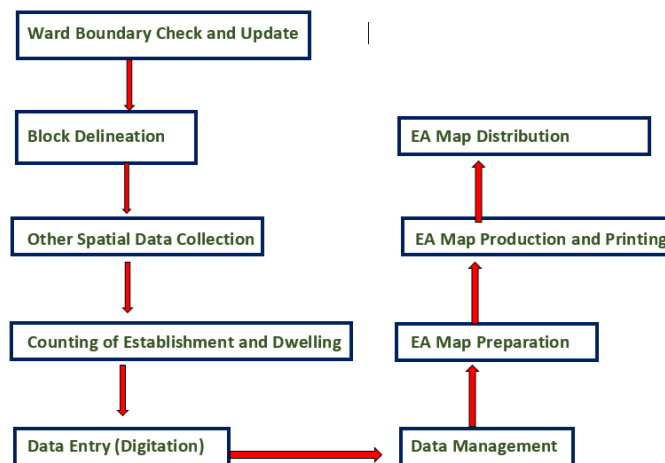 Ward Boundary Check and Update
Block Delineation
Other Spatial Data Collection
Counting of Establishment and Dwelling
Data Entry (Digitation)
Data Management
EA Map Preparation
EA Map Production and Printing
EA Map Distribution